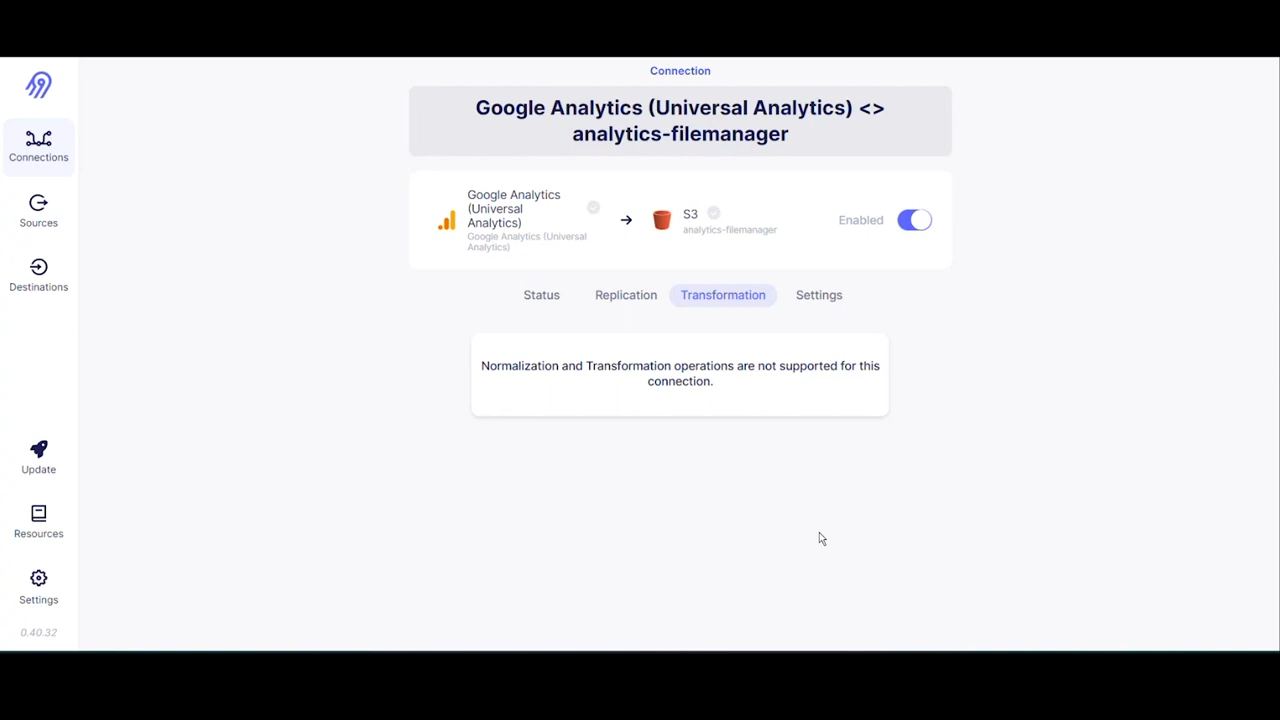 Connection
Google Analytics (Universal Analytics) <>
analytics-filemanager
Connections
Sources
Destinations
Update
Resources
Settings
0.40.32
Google Analytics
(Universal
Analytics)
Google Analytics (Universal
Analytics)
S3
analytics-filemanager
Enabled
Status
Replication
Transformation
Settings
Normalization and Transformation operations are not supported for this
connection.